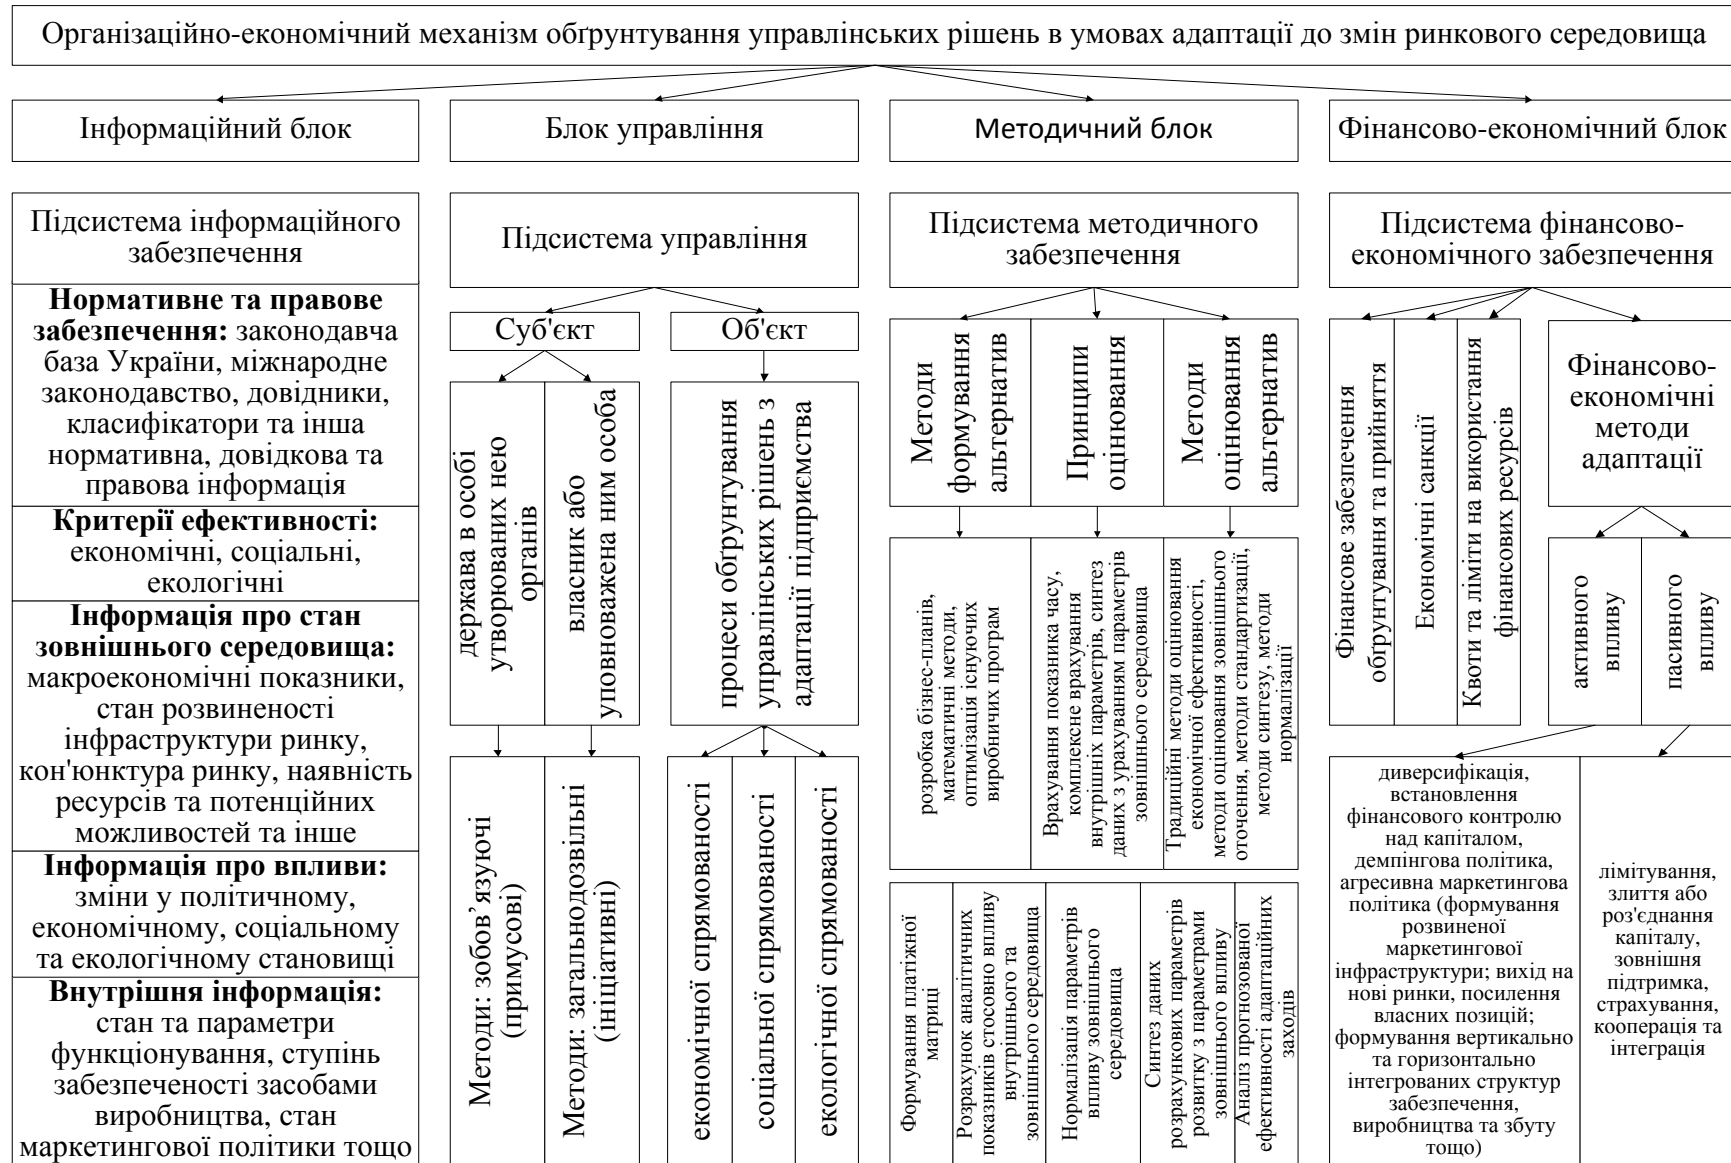 Організаційно-економічний механізм обґрунтування управлінських рішень в умовах адаптації до змін ринкового середовища
Інформаційний блок
Блок управління
Методичний блок
Фінансово-економічний блок
Підсистема інформаційного
забезпечення
Нормативне та правове
забезпечення: законодавча
база України, міжнародне
законодавство, довідники,
класифікатори та інша
нормативна, довідкова та
правова інформація
Критерії ефективності:
економічні, соціальні,
екологічні
Інформація про стан
зовнішнього середовища:
макроекономічні показники,
стан розвиненості
інфраструктури ринку,
кон'юнктура ринку, наявність
ресурсів та потенційних
можливостей та інше
Інформація про впливи:
зміни у політичному,
економічному, соціальному
та екологічному становищі
Внутрішня інформація:
стан та параметри
функціонування, ступінь
забезпеченості засобами
виробництва, стан
маркетингової політики тощо
Підсистема управління
Суб'єкт
Об'єкт
держава в особі
утворюваних нею
органів
власник або
уповноважена ним особа
процеси обґрунтування
управлінських рішень з
адаптації підприємства
Методи: зобов’язуючі
(примусові)
Методи: загальнодозвільні
(ініціативні)
економічної спрямованості
соціальної спрямованості
екологічної спрямованості
Підсистема методичного
забезпечення
Методи
формування
альтернатив
Принципи
оцінювання
Методи
оцінювання
альтернатив
розробка бізнес-планів,
математичні методи,
оптимізація існуючих
виробничих програм
Врахування показника часу,
комплексне врахування
внутрішніх параметрів, синтез
даних з урахуванням параметрів
зовнішнього середовища
Традиційні методи оцінювання
економічної ефективності,
методи оцінювання зовнішнього
оточення, методи стандартизації,
методи синтезу, методи
нормалізації
Формування платіжної
матриці
Розрахунок аналітичних
показників стосовно впливу
внутрішнього та
зовнішнього середовища
Нормалізація параметрів
впливу зовнішнього
середовища
Синтез даних
розрахункових параметрів
розвитку з параметрами
зовнішнього впливу
Аналіз прогнозованої
ефективності адаптаційних
заходів
Підсистема фінансово-
економічного забезпечення
Фінансове забезпечення
обґрунтування та прийняття
Економічні санкції
Квоти та ліміти на використання
фінансових ресурсів
Фінансово-
економічні
методи
адаптації
активного
впливу
пасивного
впливу
диверсифікація,
встановлення
фінансового контролю
над капіталом,
демпінгова політика,
агресивна маркетингова
політика (формування
розвиненої
маркетингової
інфраструктури; вихід на
нові ринки, посилення
власних позицій;
формування вертикально
та горизонтально
інтегрованих структур
забезпечення,
виробництва та збуту
тощо)
лімітування,
злиття або
роз'єднання
капіталу,
зовнішня
підтримка,
страхування,
кооперація та
інтеграція